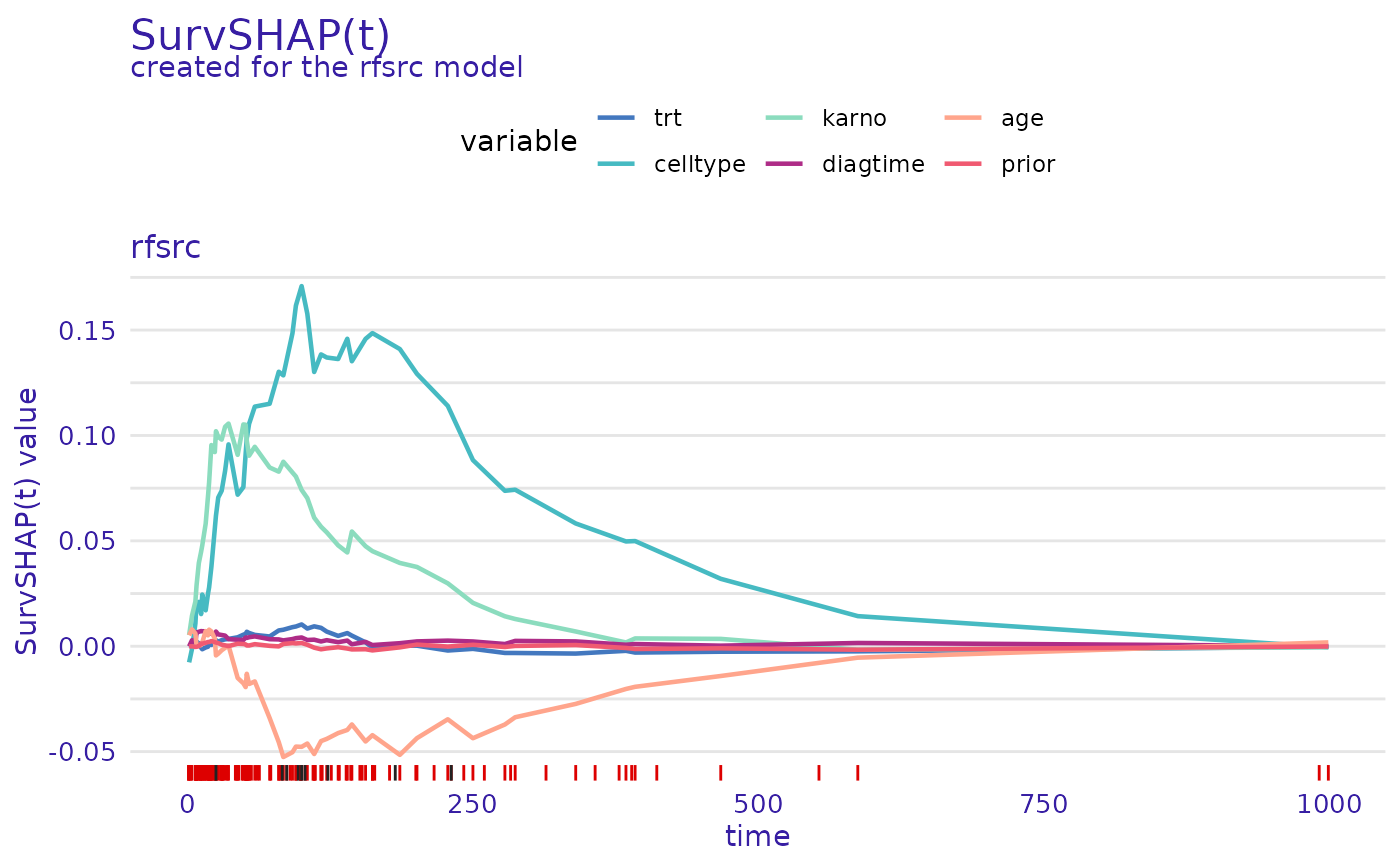 SurvSHAP(t)
created for the rfsrc model
variable
trt
karno
age
celltype
diagtime
prior
rfsrc
SurvSHAP(t) value
0.15
0.10
0.05
0.00
-0.05
0
250
500
750
1000
time